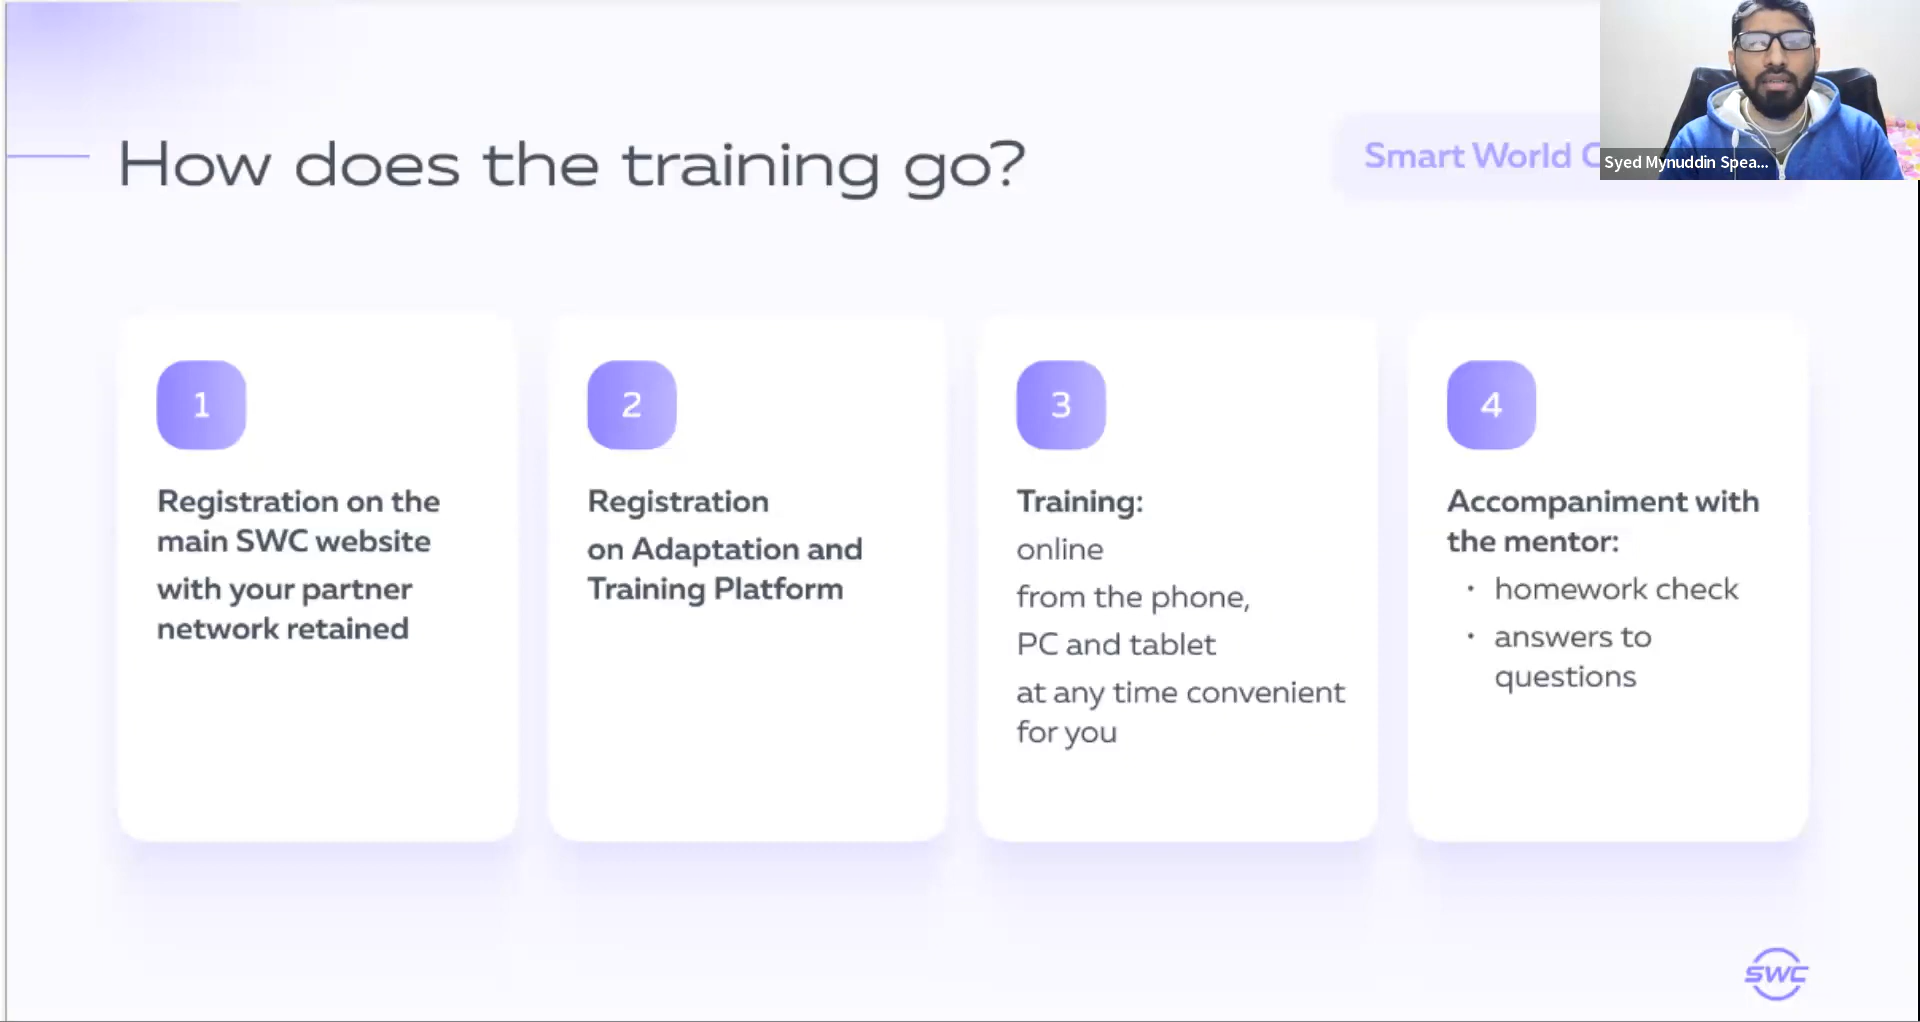 How does the training go?
Smart World
Syed Mynuddin Spea...
1
Registration on the
main SWC website
with your partner
network retained
2
Registration
on Adaptation and
Training Platform
3
Training:
online
from the phone,
PC and tablet
at any time convenient
for you
4
Accompaniment with
the mentor:
• homework check
• answers to
questions
SWC